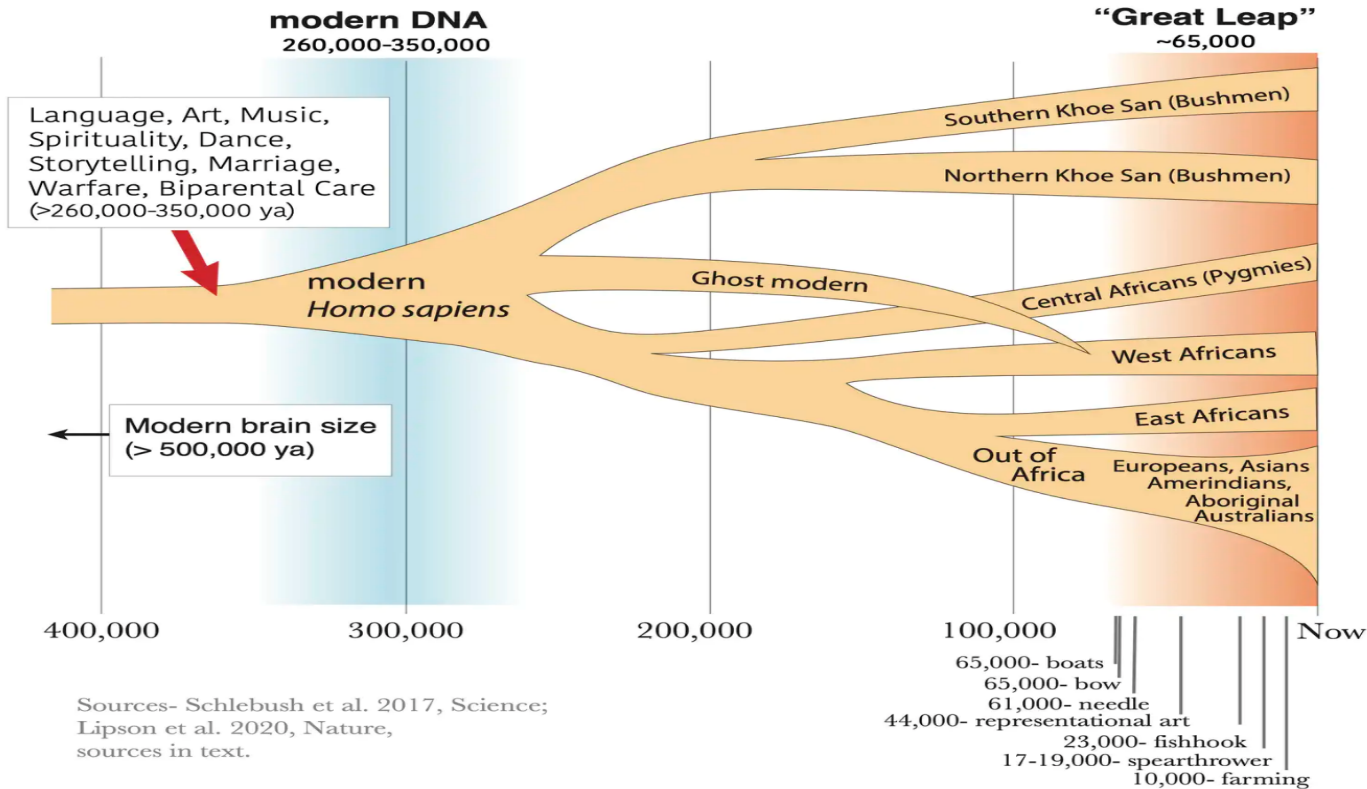 modern DNA
260,000-350,000
“Great Leap”
~65,000
Language, Art, Music,
Spirituality, Dance,
Storytelling, Marriage,
Warfare, Biparental Care
(>260,000-350,000 ya)
Southern Khoe San (Bushmen)
Northern Khoe San (Bushmen)
modern
Homo sapiens
Ghost modern
Central Africans (Pygmies)
West Africans
East Africans
Modern brain size
(> 500,000 ya)
Out of
Africa
Europeans, Asians
Amerindians,
Aboriginal
Australians
400,000
300,000
200,000
100,000
Now
65,000- boats
65,000- bow
61,000- needle
44,000- representational art
23,000- fishhook
17-19,000- spearthrower
10,000- farming
Sources- Schlebush et al. 2017, Science;
Lipson et al. 2020, Nature,
sources in text.